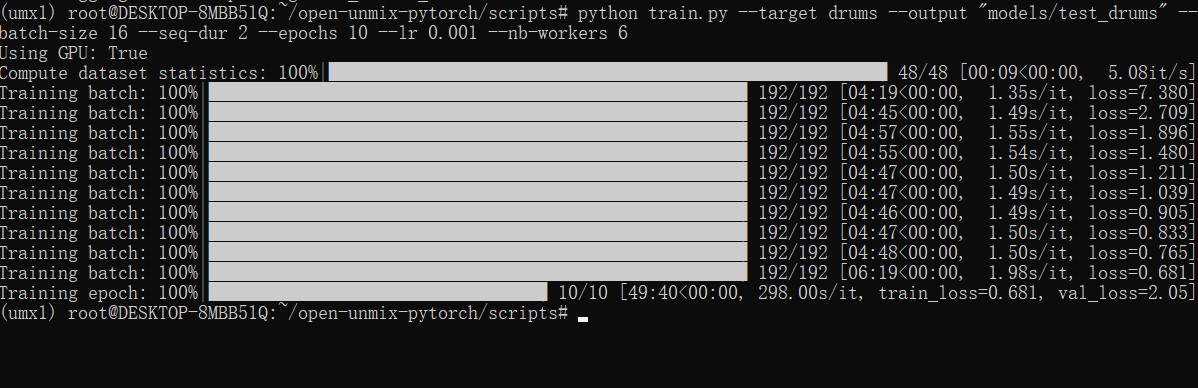 (umx1) root@DESKTOP-8MBB51Q:~/open-unmix-pytorch/scripts# python train.py --target drums --output "models/test_drums" --
batch-size 16 --seq-dur 2 --epochs 10 --lr 0.001 --nb-workers 6
Using GPU: True
Compute dataset statistics: 100%| 48/48 [00:09<00:00, 5.08it/s]
Training batch: 100%| 192/192 [04:19<00:00, 1.35s/it, loss=7.380]
Training batch: 100%| 192/192 [04:45<00:00, 1.49s/it, loss=2.709]
Training batch: 100%| 192/192 [04:57<00:00, 1.55s/it, loss=1.896]
Training batch: 100%| 192/192 [04:55<00:00, 1.54s/it, loss=1.480]
Training batch: 100%| 192/192 [04:47<00:00, 1.50s/it, loss=1.211]
Training batch: 100%| 192/192 [04:47<00:00, 1.49s/it, loss=1.039]
Training batch: 100%| 192/192 [04:46<00:00, 1.49s/it, loss=0.905]
Training batch: 100%| 192/192 [04:47<00:00, 1.50s/it, loss=0.833]
Training batch: 100%| 192/192 [04:48<00:00, 1.50s/it, loss=0.765]
Training batch: 100%| 192/192 [06:19<00:00, 1.98s/it, loss=0.681]
Training epoch: 100%| 10/10 [49:40<00:00, 298.00s/it, train_loss=0.681, val_loss=2.05]
(umx1) root@DESKTOP-8MBB51Q:~/open-unmix-pytorch/scripts#